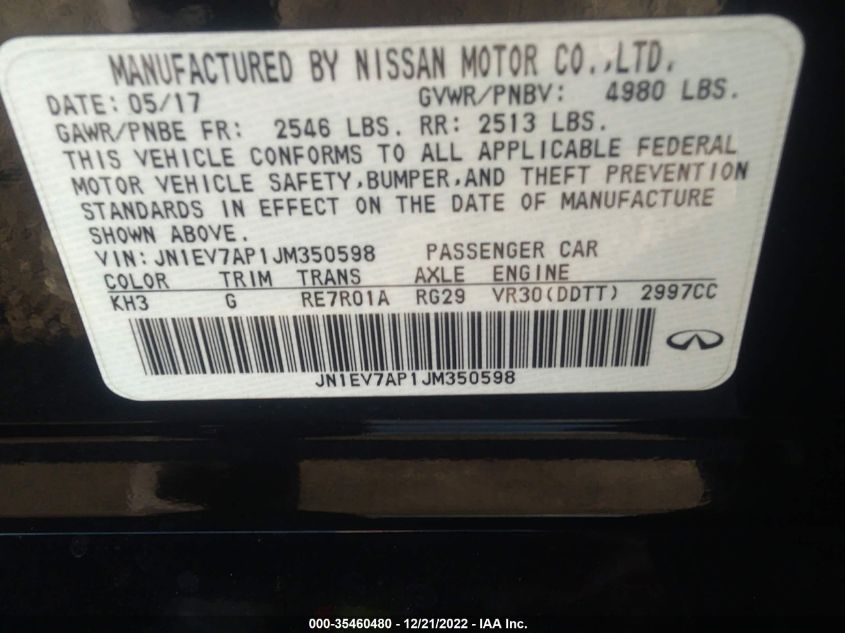 MANUFACTURED BY NISSAN MOTOR CO.,LTD.
DATE: 05/17 GVWR/PNBV: 4980 LBS.
GAWR/PNBE FR: 2546 LBS. RR: 2513 LBS.
THIS VEHICLE CONFORMS TO ALL APPLICABLE FEDERAL
MOTOR VEHICLE SAFETY,BUMPER,AND THEFT PREVENTION
STANDARDS IN EFFECT ON THE DATE OF MANUFACTURE
SHOWN ABOVE.
VIN: JN1EV7AP1JM350598 PASSENGER CAR
COLOR TRIM TRANS AXLE ENGINE
KH3 G RE7R01A RG29 VR30(DDTT) 2997CC
JN1EV7AP1JM350598
000-35460480 - 12/21/2022 - IAA Inc.